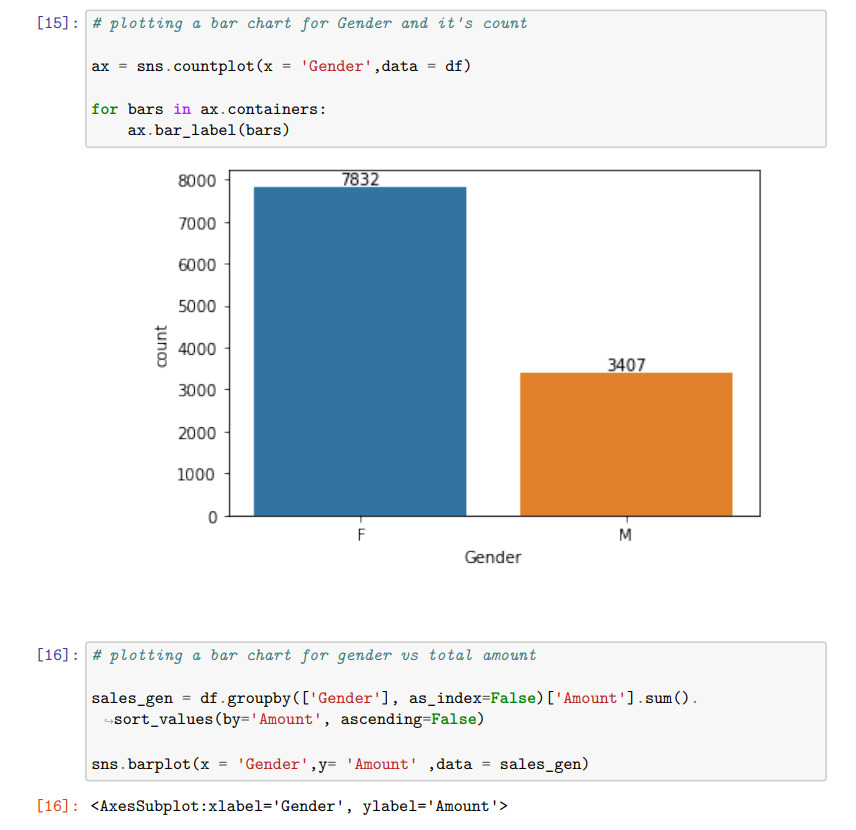 [15]: # plotting a bar chart for Gender and it's count
ax = sns.countplot(x = 'Gender',data = df)
for bars in ax.containers:
    ax.bar_label(bars)
8000
7000
6000
5000
4000
3000
2000
1000
0
count
7832
3407
F
M
Gender
[16]: # plotting a bar chart for gender vs total amount
sales_gen = df.groupby(['Gender'], as_index=False)['Amount'].sum().
↪sort_values(by='Amount', ascending=False)
sns.barplot(x = 'Gender',y= 'Amount' ,data = sales_gen)
[16]: <AxesSubplot:xlabel='Gender', ylabel='Amount'>